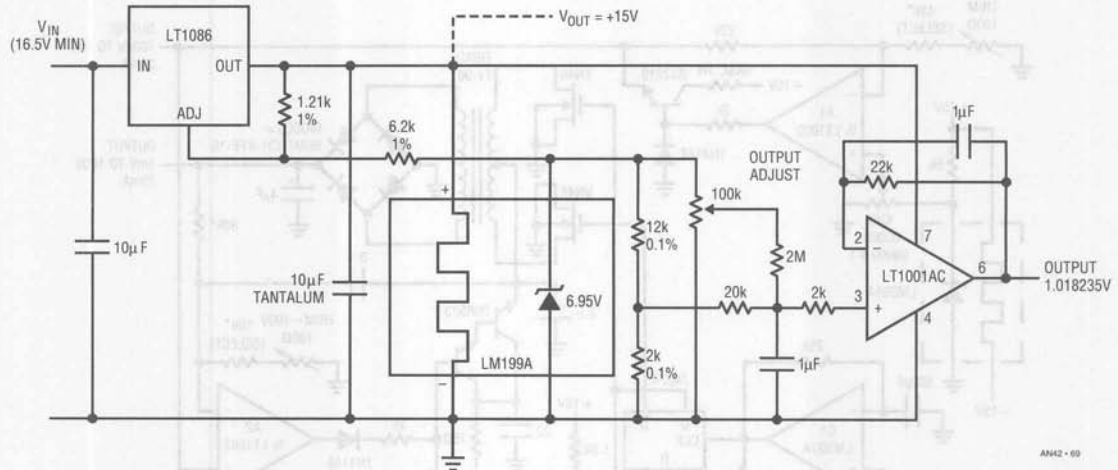 V_OUT = +15V
V_IN
(16.5V MIN)
LT1086
IN
OUT
ADJ
1.21k
1%
6.2k
1%
10µF
10µF
TANTALUM
+
−
LM199A
6.95V
12k
0.1%
2k
0.1%
OUTPUT
ADJUST
100k
2M
20k
2k
1µF
1µF
22k
2
−
3
+
7
LT1001AC
6
4
OUTPUT
1.018235V
AN42 • 69